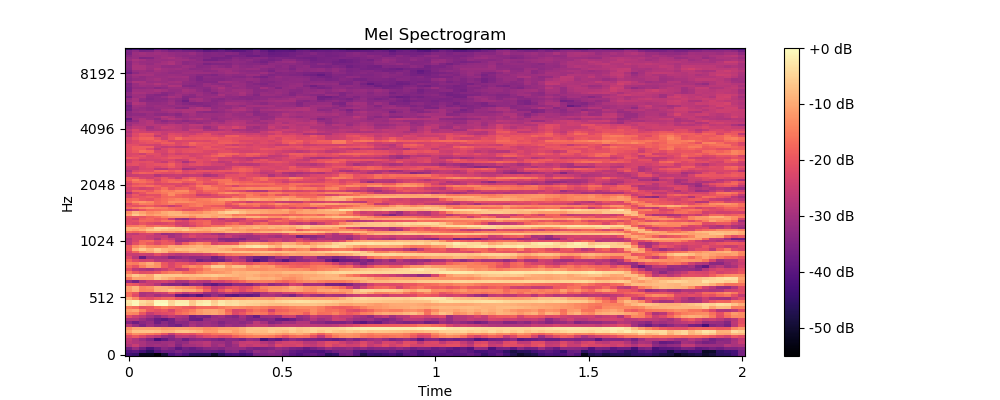 Mel Spectrogram
8192
4096
2048
1024
512
0
Hz
0
0.5
1
1.5
2
Time
+0 dB
-10 dB
-20 dB
-30 dB
-40 dB
-50 dB